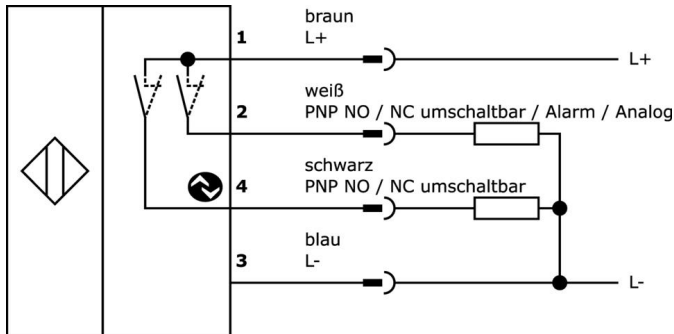 braun
1 L+ L+
weiß
2 PNP NO / NC umschaltbar / Alarm / Analog
schwarz
4 PNP NO / NC umschaltbar
blau
3 L- L-